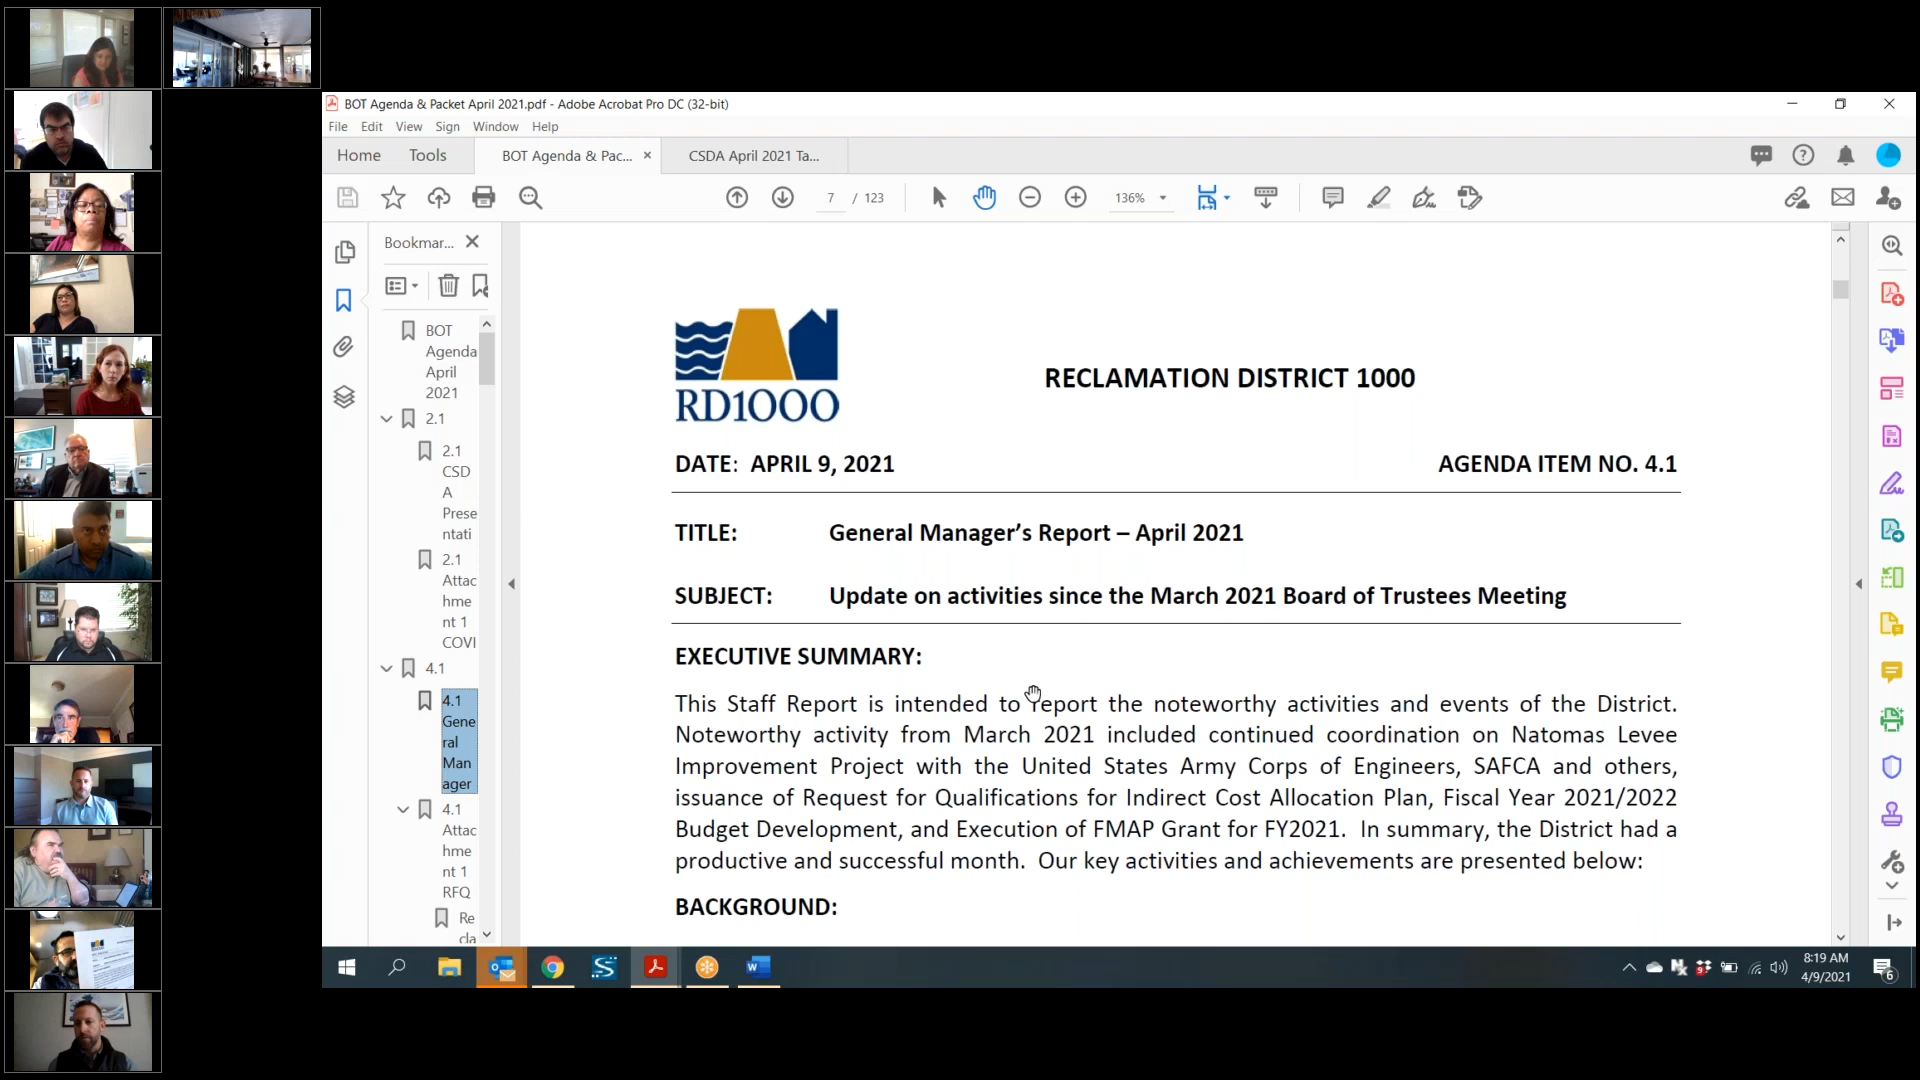 BOT Agenda & Packet April 2021.pdf - Adobe Acrobat Pro DC (32-bit)
File Edit View Sign Window Help
Home Tools BOT Agenda & Pac... CSDA April 2021 Ta...
7 / 123 136%
Bookmar...
BOT
Agenda
April
2021
2.1
2.1
CSD
A
Prese
ntati
2.1
Attac
hme
nt 1
COVI
4.1
4.1
Gene
ral
Man
ager
4.1
Attac
hme
nt 1
RFQ
Re
cla
RD1000
RECLAMATION DISTRICT 1000
DATE: APRIL 9, 2021 AGENDA ITEM NO. 4.1
TITLE: General Manager’s Report – April 2021
SUBJECT: Update on activities since the March 2021 Board of Trustees Meeting
EXECUTIVE SUMMARY:
This Staff Report is intended to report the noteworthy activities and events of the District.
Noteworthy activity from March 2021 included continued coordination on Natomas Levee
Improvement Project with the United States Army Corps of Engineers, SAFCA and others,
issuance of Request for Qualifications for Indirect Cost Allocation Plan, Fiscal Year 2021/2022
Budget Development, and Execution of FMAP Grant for FY2021. In summary, the District had a
productive and successful month. Our key activities and achievements are presented below:
BACKGROUND:
8:19 AM
4/9/2021
6